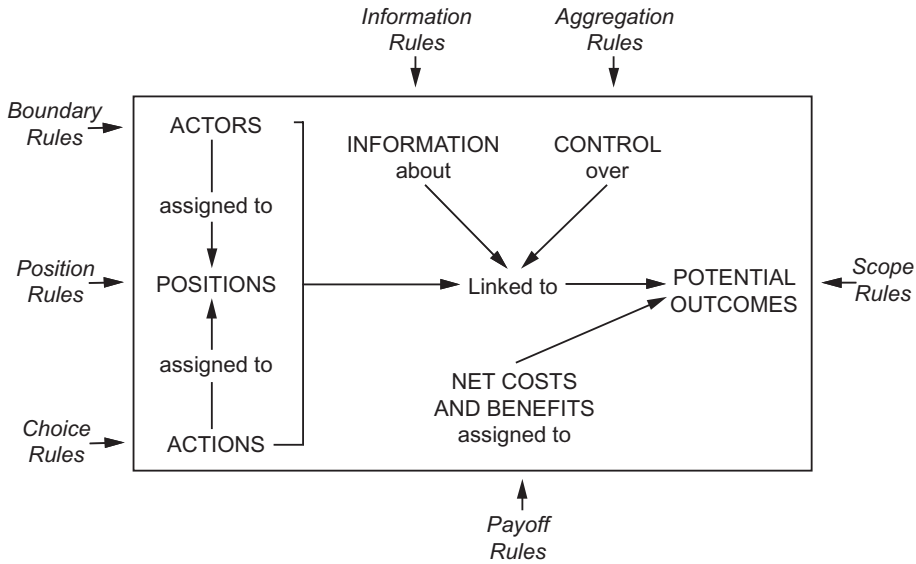 Information
Rules
Aggregation
Rules
Boundary
Rules
ACTORS
INFORMATION
about
CONTROL
over
assigned to
Position
Rules
POSITIONS
Linked to
POTENTIAL
OUTCOMES
Scope
Rules
assigned to
NET COSTS
AND BENEFITS
assigned to
Choice
Rules
ACTIONS
Payoff
Rules